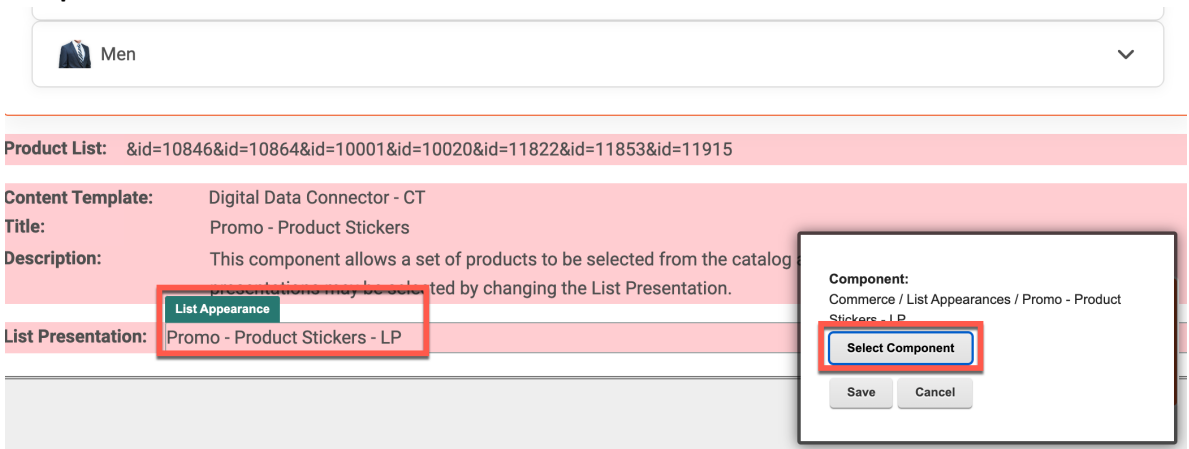 Men
Product List: &id=10846&id=10864&id=10001&id=10020&id=11822&id=11853&id=11915
Content Template: Digital Data Connector - CT
Title: Promo - Product Stickers
Description: This component allows a set of products to be selected from the catalog
presentations may be selected by changing the List Presentation.
List Appearance
List Presentation: Promo - Product Stickers - LP
Component:
Commerce / List Appearances / Promo - Product
Stickers - LP
Select Component
Save Cancel